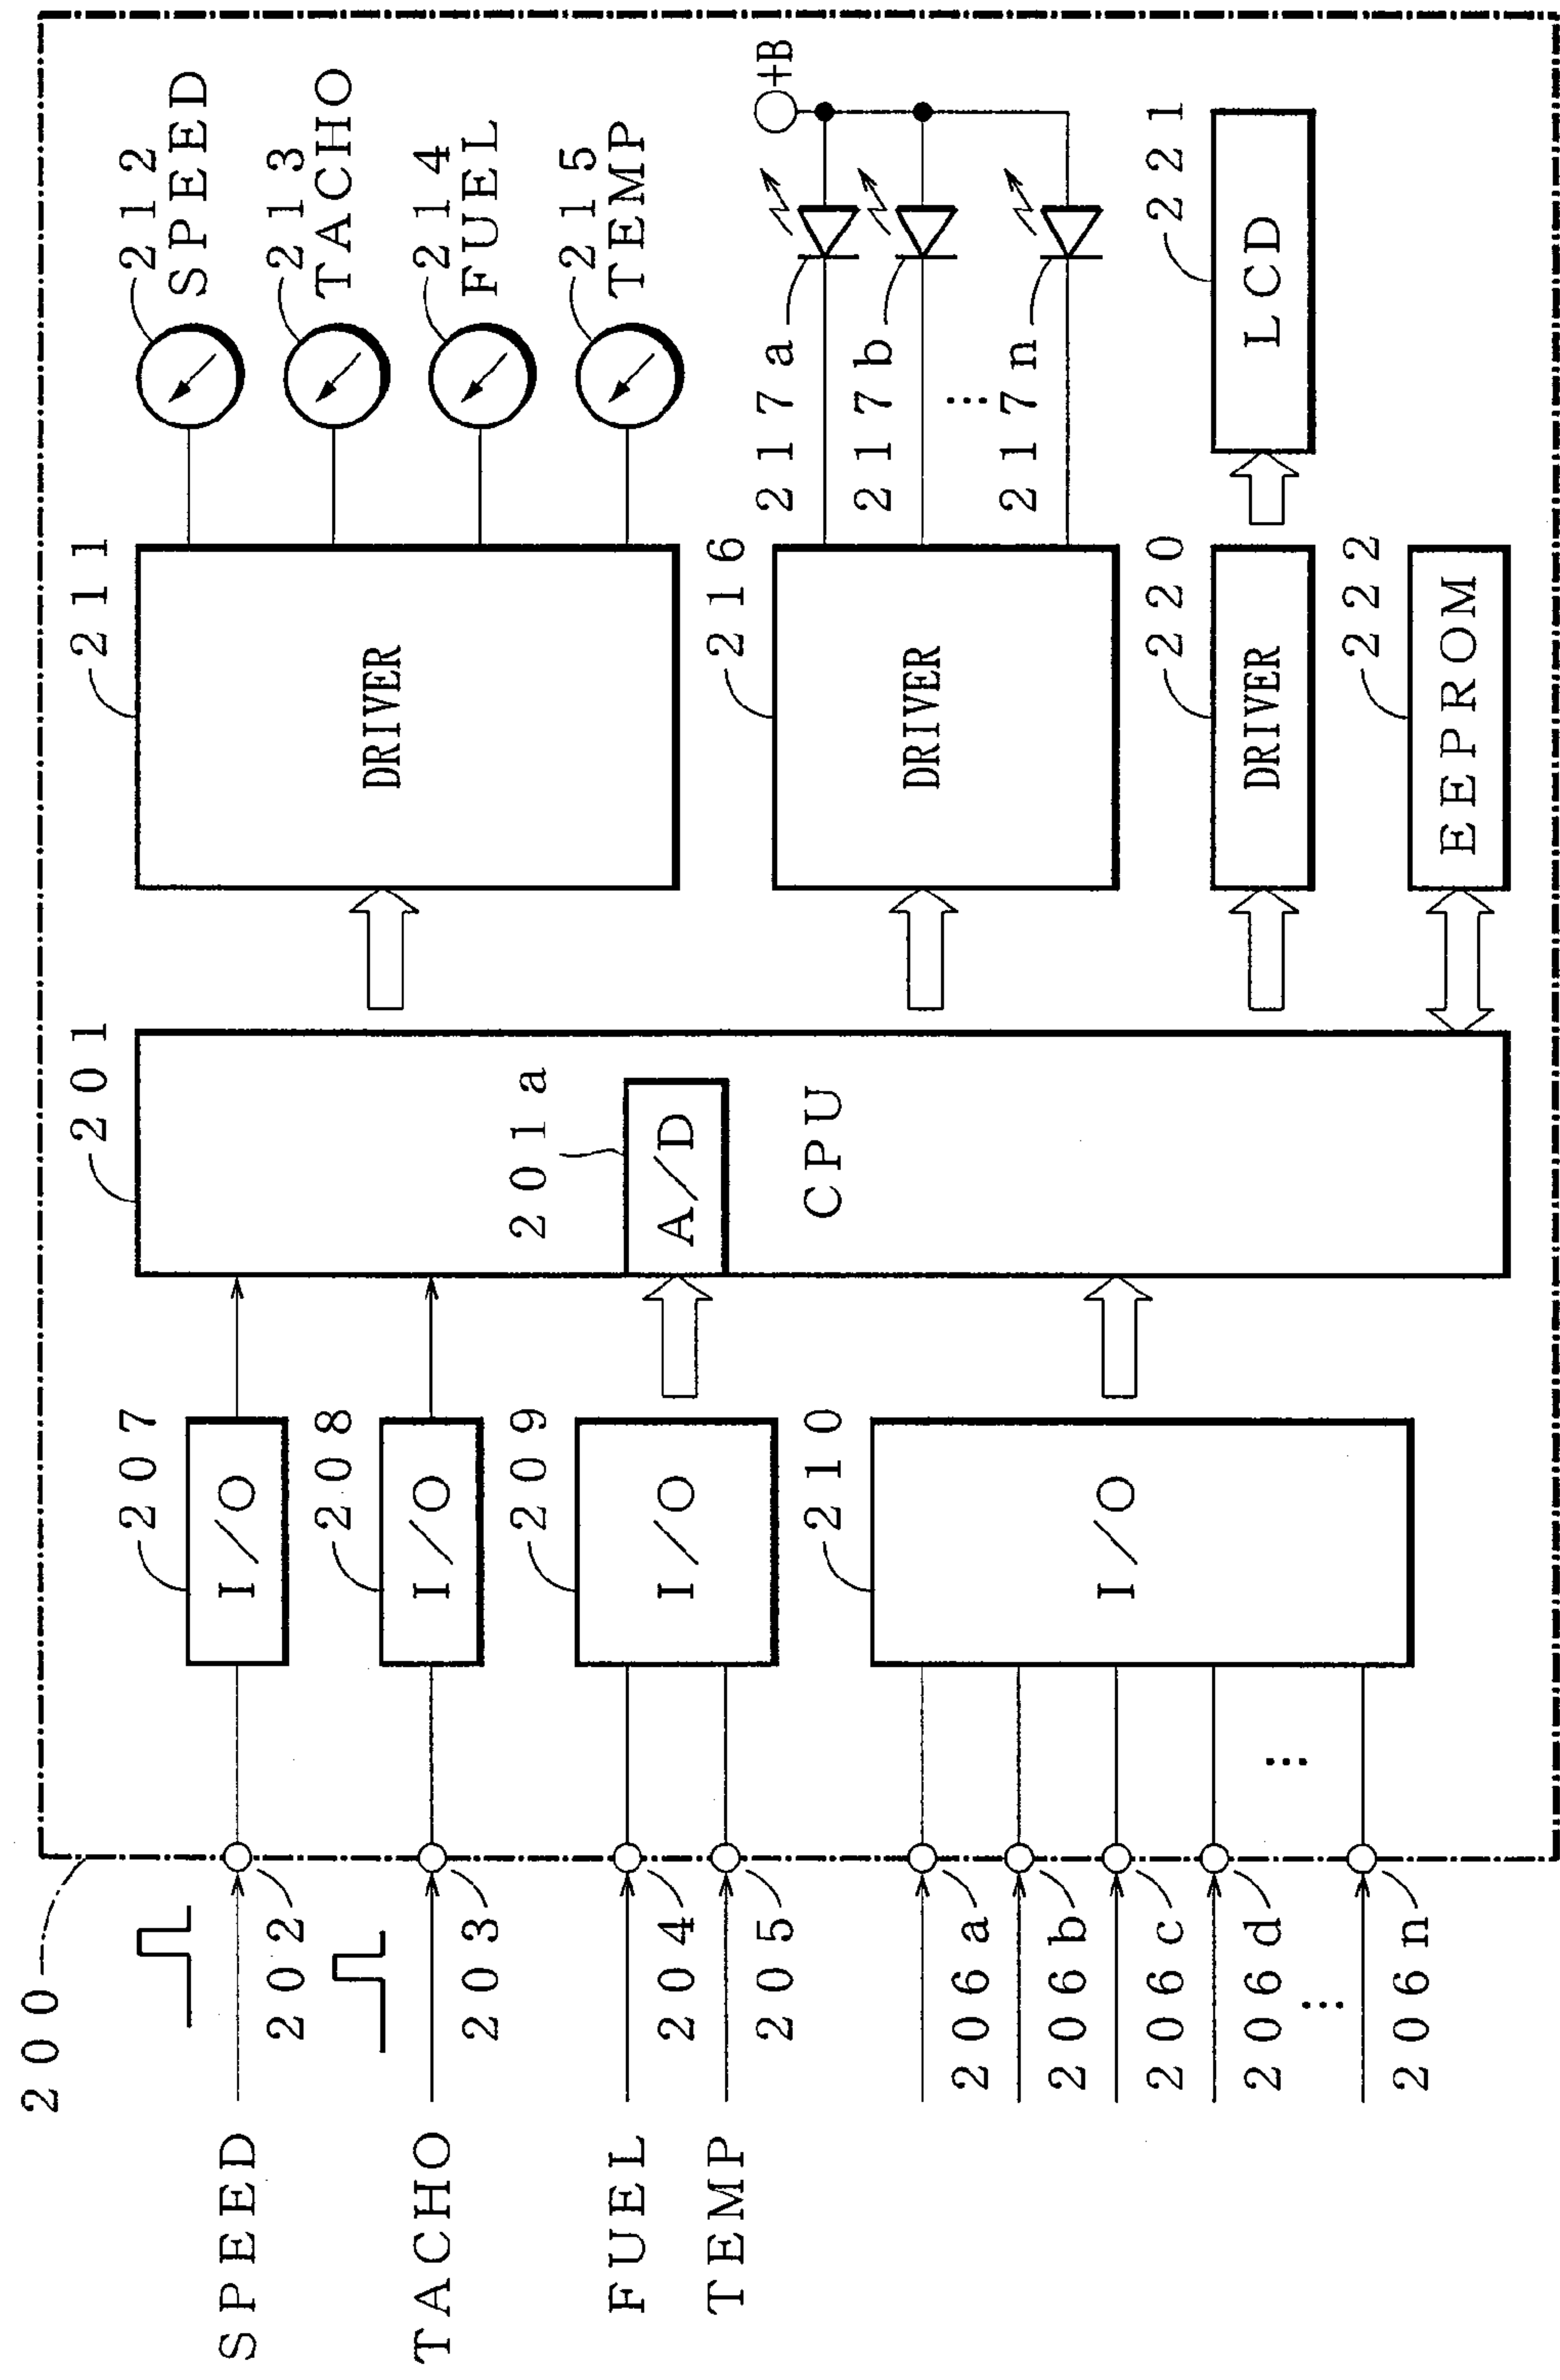 200
SPEED
202
207
I/O
TACHO
203
208
I/O
FUEL
204
TEMP
205
209
I/O
206a
206b
206c
206d
206n
210
I/O
201
201a
A/D
CPU
211
DRIVER
212
SPEED
213
TACHO
214
FUEL
215
TEMP
216
DRIVER
+B
217a
217b
217n
220
DRIVER
221
LCD
222
EEPROM